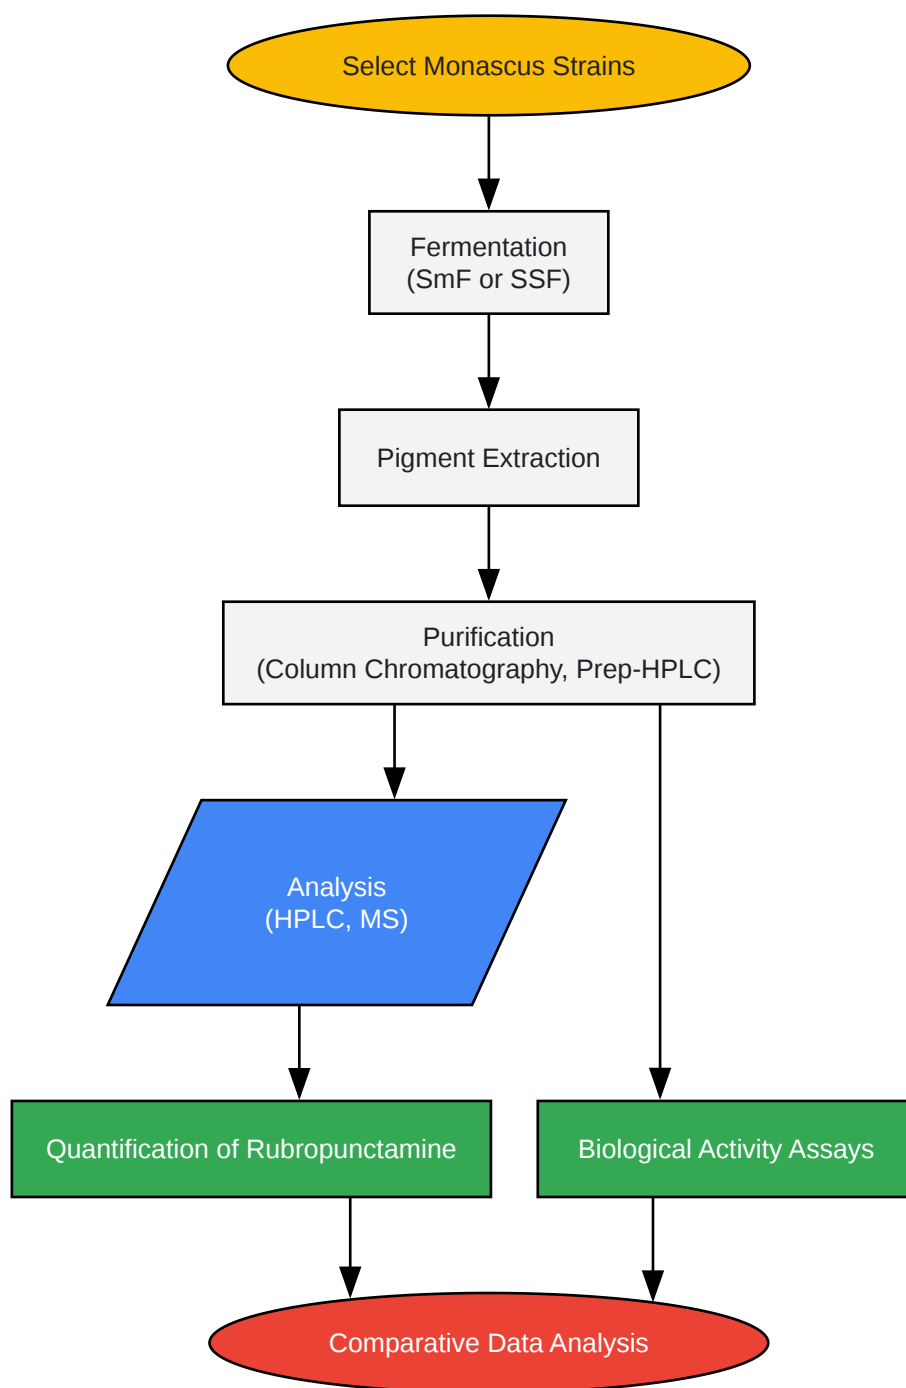 Select Monascus Strains
Fermentation
(SmF or SSF)
Pigment Extraction
Purification
(Column Chromatography, Prep-HPLC)
Analysis
(HPLC, MS)
Quantification of Rubropunctamine
Biological Activity Assays
Comparative Data Analysis